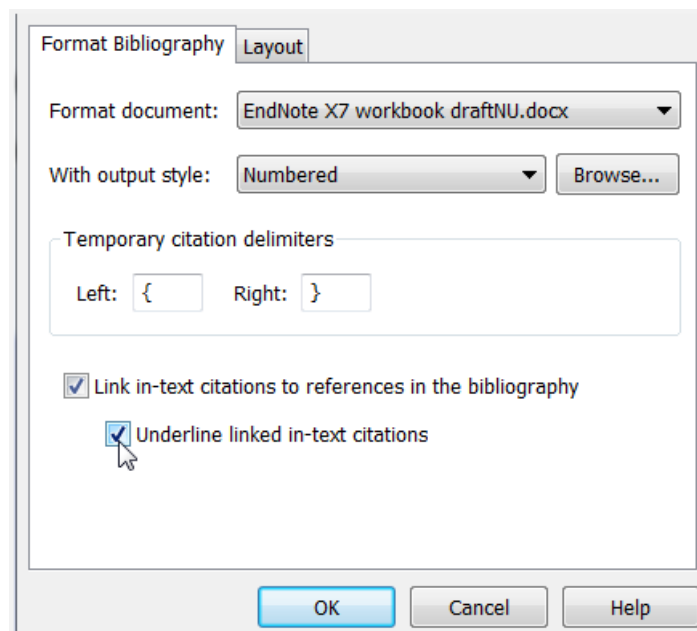 Format Bibliography Layout
Format document: EndNote X7 workbook draftNU.docx
With output style: Numbered Browse...
Temporary citation delimiters
Left: { Right: }
Link in-text citations to references in the bibliography
Underline linked in-text citations
OK Cancel Help